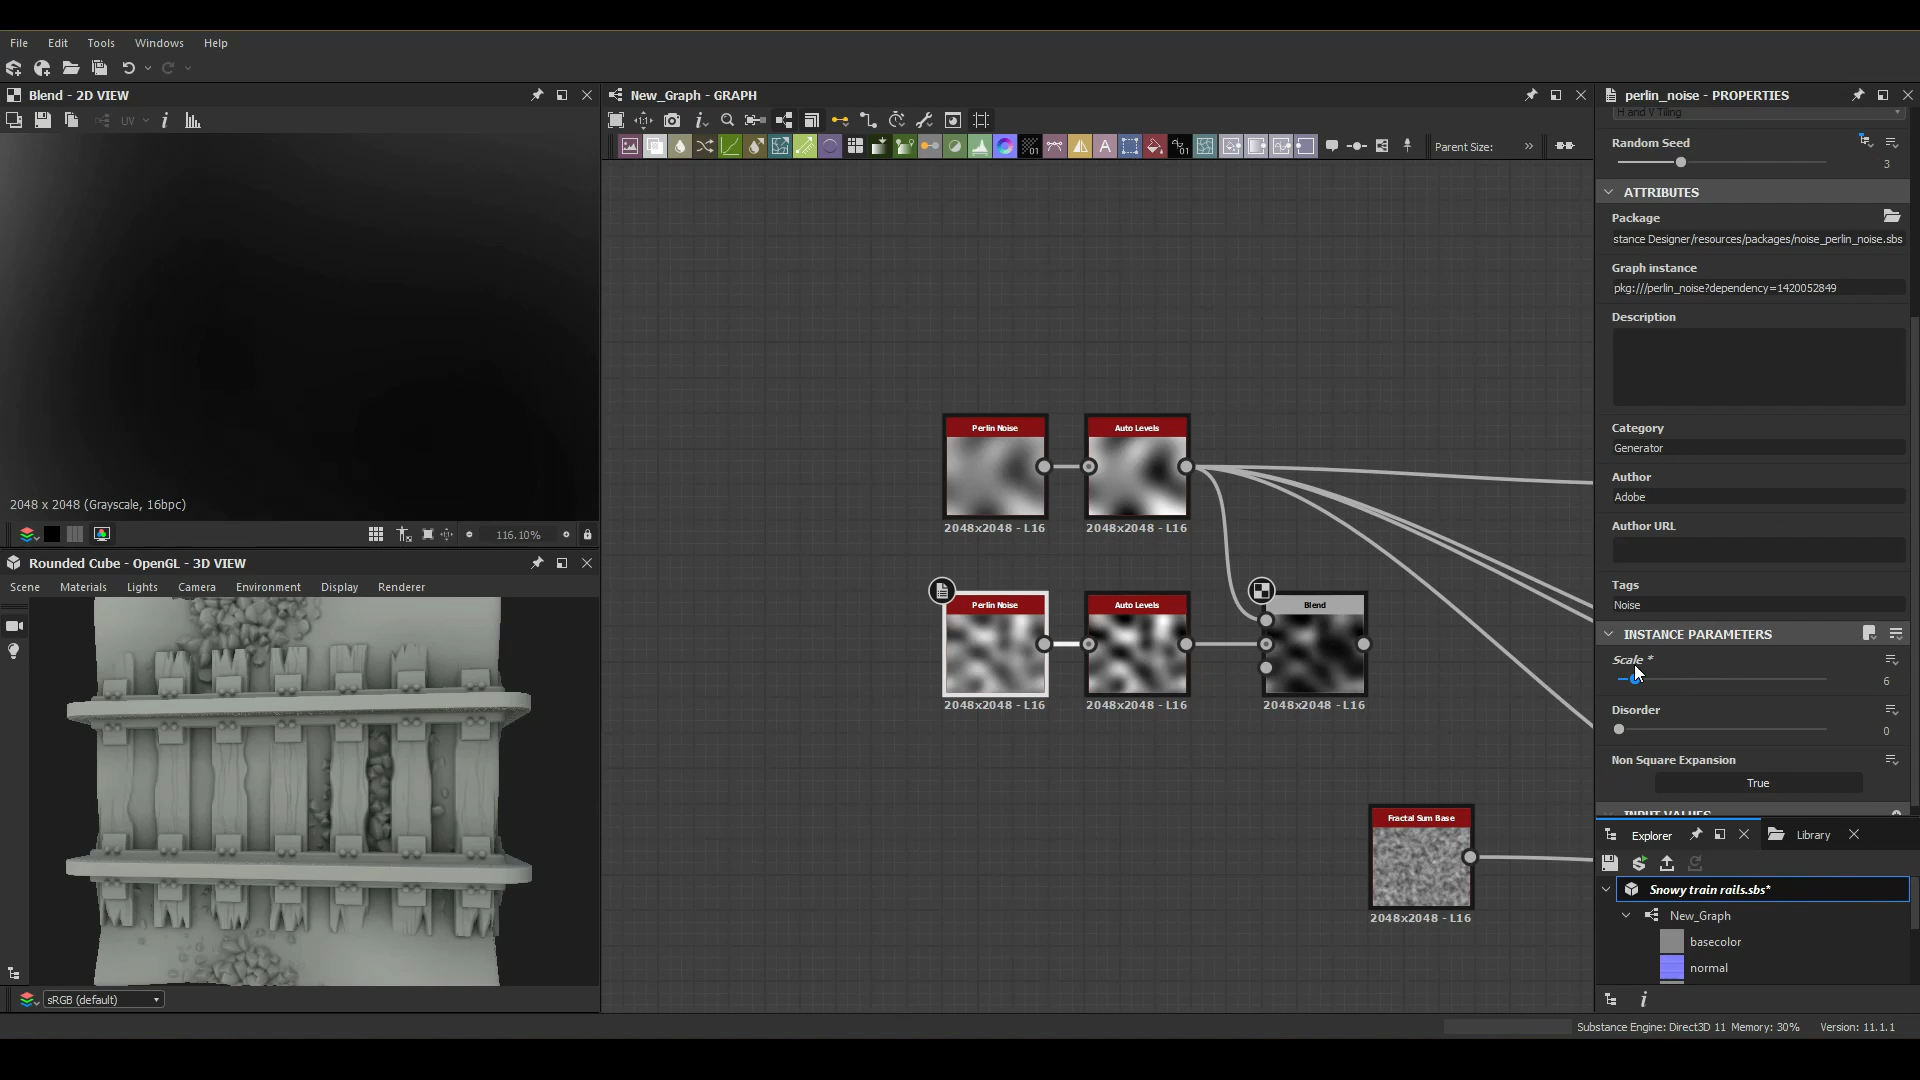 File Edit Tools Windows Help
Blend - 2D VIEW
UV
2048 x 2048 (Grayscale, 16bpc)
116.10%
Rounded Cube - OpenGL - 3D VIEW
Scene Materials Lights Camera Environment Display Renderer
sRGB (default)
New_Graph - GRAPH
Parent Size:
Perlin Noise
2048x2048 - L16
Auto Levels
2048x2048 - L16
Perlin Noise
2048x2048 - L16
Auto Levels
2048x2048 - L16
Blend
2048x2048 - L16
Fractal Sum Base
2048x2048 - L16
perlin_noise - PROPERTIES
H and V Tiling
Random Seed
3
ATTRIBUTES
Package
stance Designer/resources/packages/noise_perlin_noise.sbs
Graph instance
pkg:///perlin_noise?dependency=1420052849
Description
Category
Generator
Author
Adobe
Author URL
Tags
Noise
INSTANCE PARAMETERS
Scale *
6
Disorder
0
Non Square Expansion
True
INPUT VALUES
Explorer Library
Snowy train rails.sbs*
New_Graph
basecolor
normal
Substance Engine: Direct3D 11 Memory: 30% Version: 11.1.1